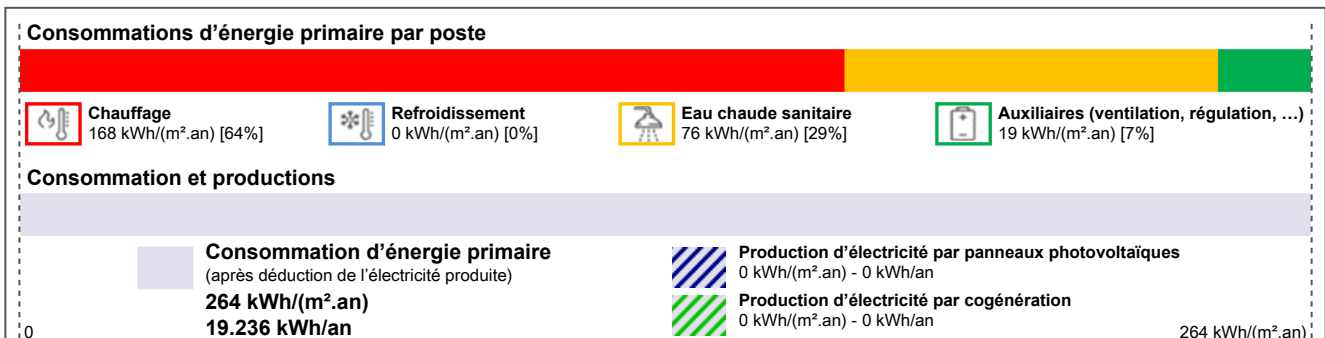 Consommations d'énergie primaire par poste
Chauffage
168 kWh/(m².an) [64%]
Refroidissement
0 kWh/(m².an) [0%]
Eau chaude sanitaire
76 kWh/(m².an) [29%]
Auxiliaires (ventilation, régulation, …)
19 kWh/(m².an) [7%]
Consommation et productions
Consommation d'énergie primaire
(après déduction de l'électricité produite)
264 kWh/(m².an)
19.236 kWh/an
Production d'électricité par panneaux photovoltaïques
0 kWh/(m².an) - 0 kWh/an
Production d'électricité par cogénération
0 kWh/(m².an) - 0 kWh/an
0
264 kWh/(m².an)